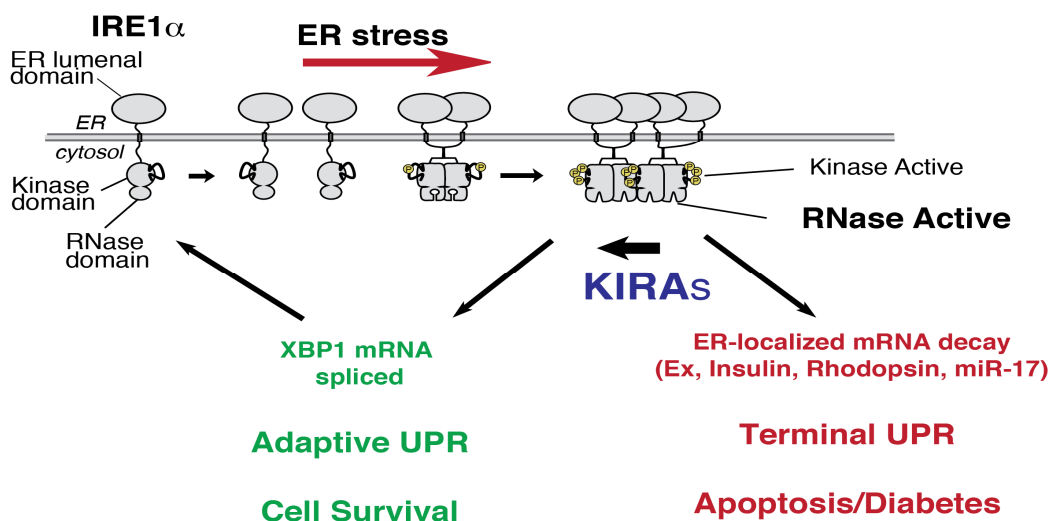 IRE1α
ER stress
ER lumenal
domain
ER
cytosol
Kinase
domain
RNase
domain
P
P
P
P
P
P
P
P
P
P
P
Kinase Active
RNase Active
KIRAs
XBP1 mRNA
spliced
Adaptive UPR
Cell Survival
ER-localized mRNA decay
(Ex, Insulin, Rhodopsin, miR-17)
Terminal UPR
Apoptosis/Diabetes